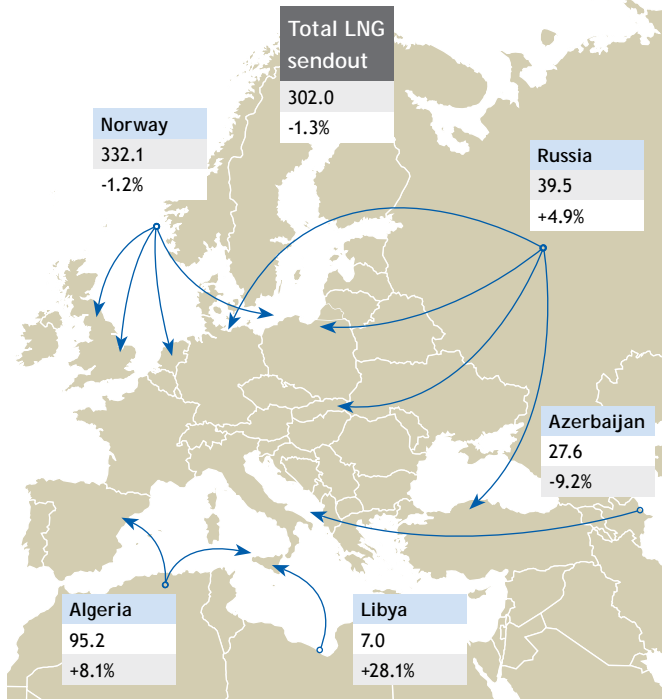 Total LNG
sendout
302.0
-1.3%
Norway
332.1
-1.2%
Russia
39.5
+4.9%
Azerbaijan
27.6
-9.2%
Algeria
95.2
+8.1%
Libya
7.0
+28.1%